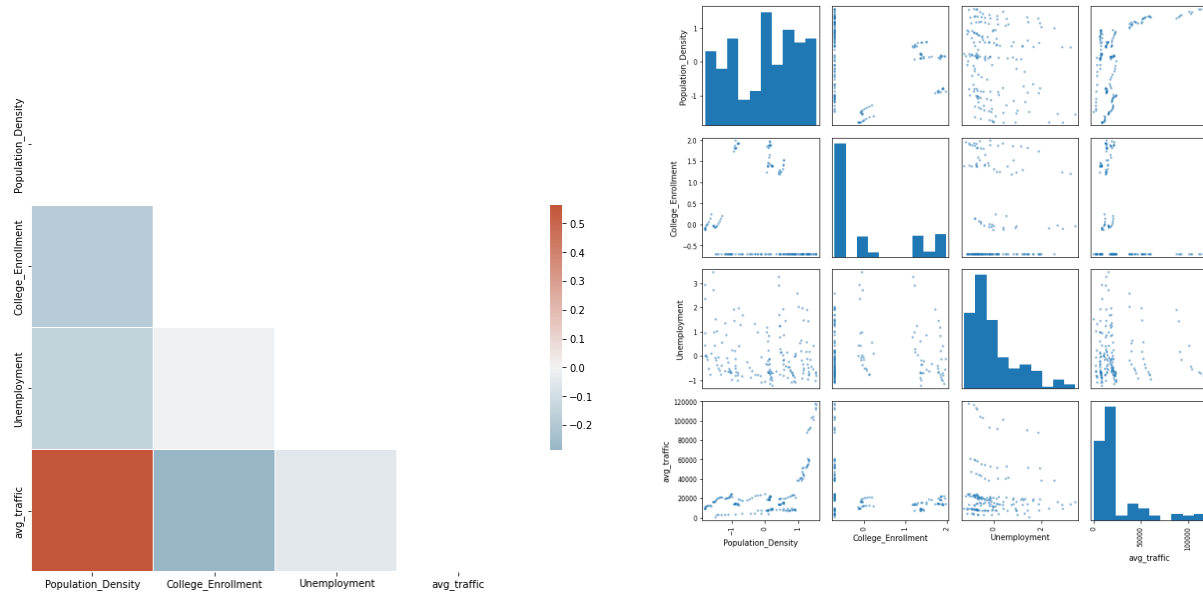 Population_Density
College_Enrollment
Unemployment
avg_traffic
Population_Density
College_Enrollment
Unemployment
avg_traffic
0.5
0.4
0.3
0.2
0.1
0.0
−0.1
−0.2
Population_Density
1
0
−1
College_Enrollment
2.0
1.5
1.0
0.5
0.0
−0.5
Unemployment
3
2
1
0
−1
avg_traffic
120000
100000
80000
60000
40000
20000
0
−1
0
1
Population_Density
0
1
2
College_Enrollment
0
2
Unemployment
0
50000
100000
avg_traffic